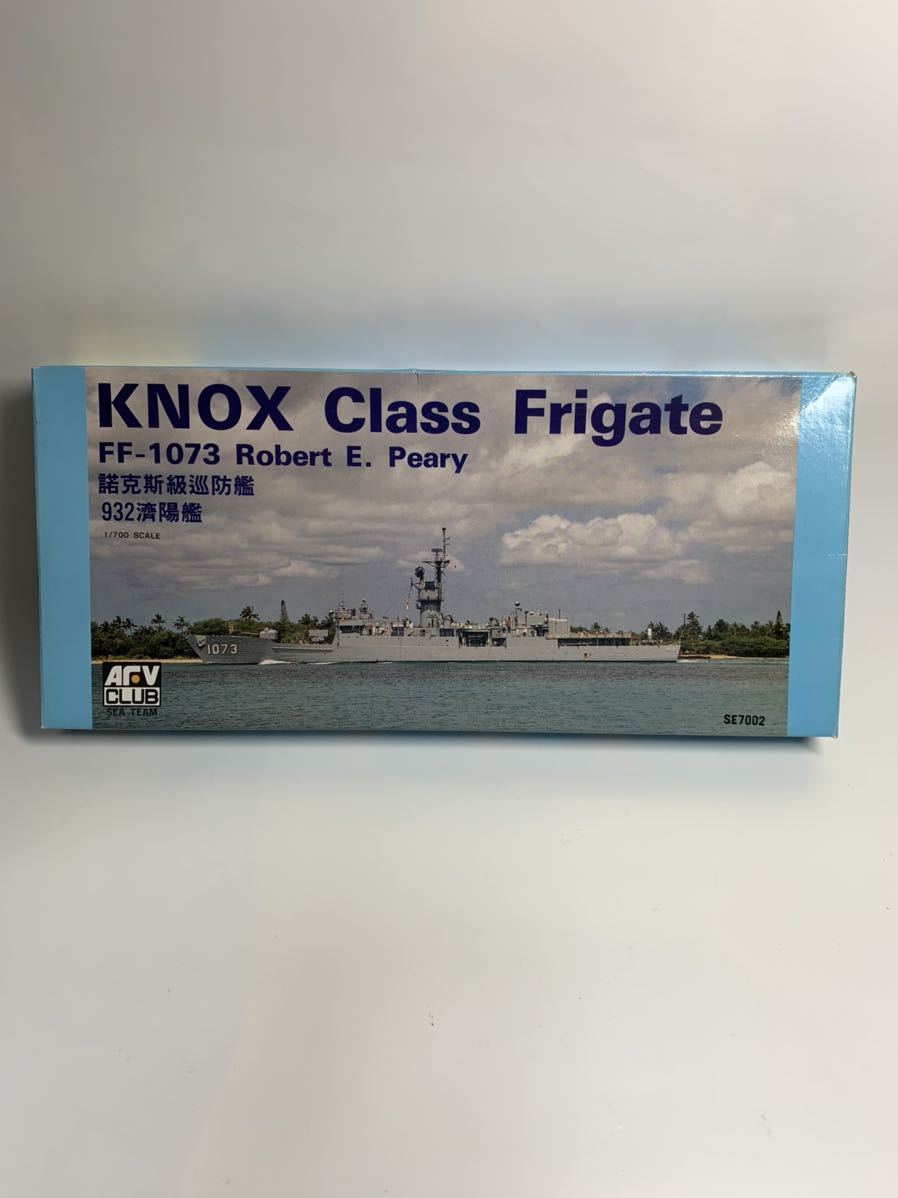 KNOX Class Frigate
FF-1073 Robert E. Peary
諾克斯級巡防艦
932濟陽艦
1/700 SCALE
1073
AFV
CLUB
SEA TEAM
SE7002